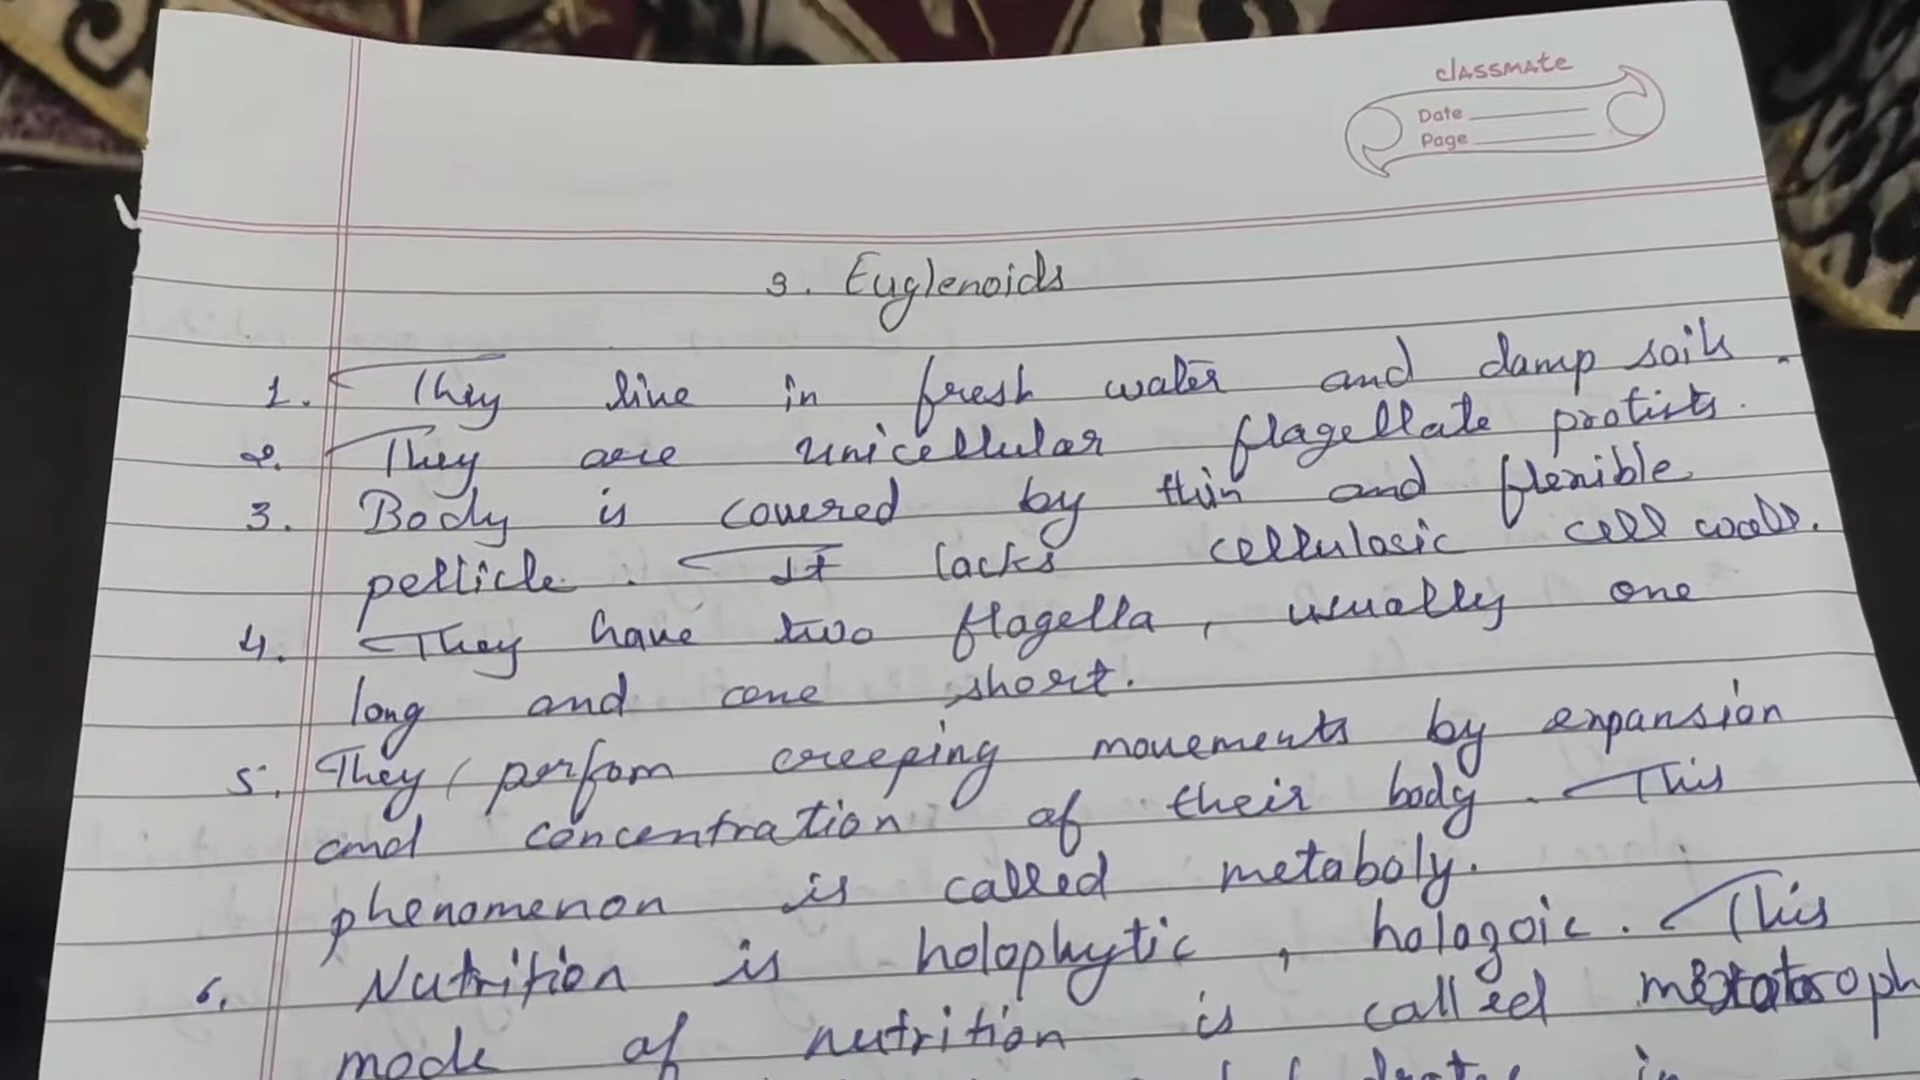 classmate
Date
Page
3. Euglenoids
1. They live in fresh water and damp soils.
2. They are unicellular flagellate protists.
3. Body is covered by thin and flexible
pellicle. It lacks cellulosic cell wall.
4. They have two flagella, usually one
long and one short.
5. They perfom creeping movements by expansion
and concentration of their body. This
phenomenon is called metaboly.
6. Nutrition is holophytic, holozoic. This
mode of nutrition is called
in